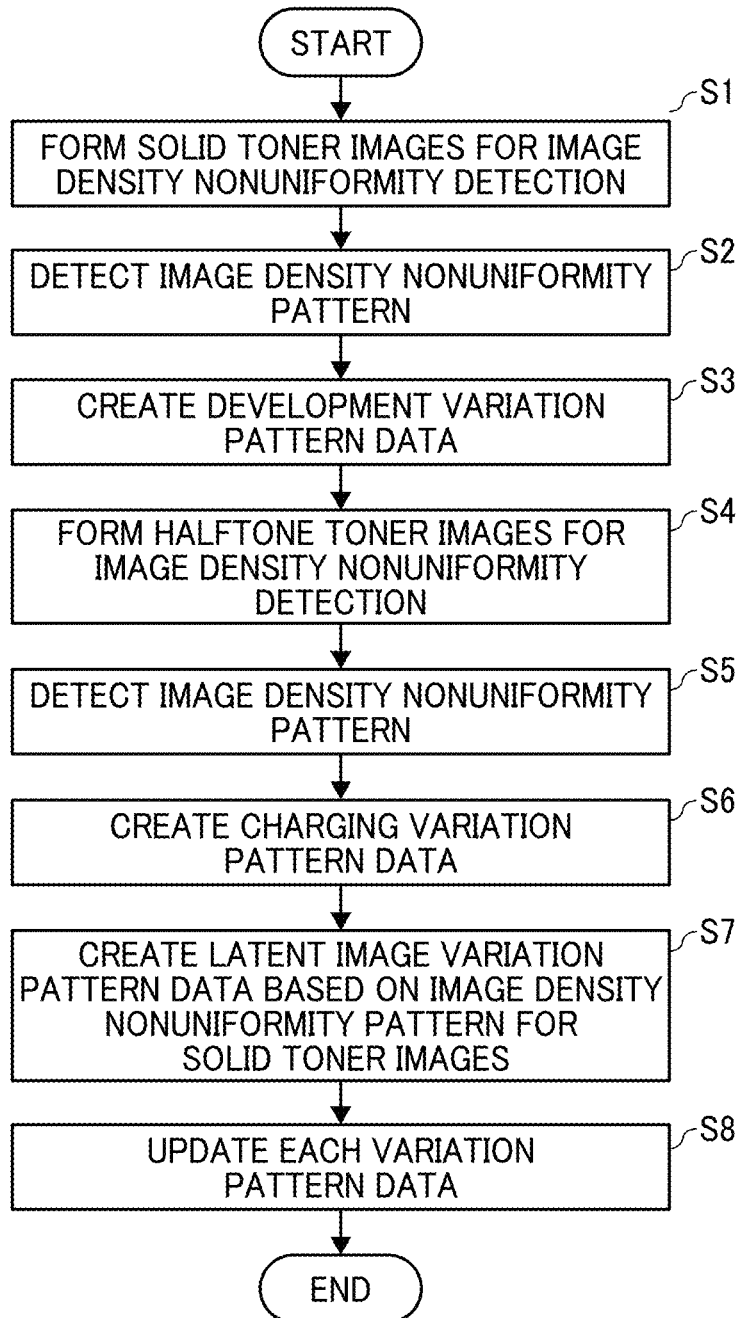 START
S1
FORM SOLID TONER IMAGES FOR IMAGE
DENSITY NONUNIFORMITY DETECTION
S2
DETECT IMAGE DENSITY NONUNIFORMITY
PATTERN
S3
CREATE DEVELOPMENT VARIATION
PATTERN DATA
S4
FORM HALFTONE TONER IMAGES FOR
IMAGE DENSITY NONUNIFORMITY
DETECTION
S5
DETECT IMAGE DENSITY NONUNIFORMITY
PATTERN
S6
CREATE CHARGING VARIATION
PATTERN DATA
S7
CREATE LATENT IMAGE VARIATION
PATTERN DATA BASED ON IMAGE DENSITY
NONUNIFORMITY PATTERN FOR
SOLID TONER IMAGES
S8
UPDATE EACH VARIATION
PATTERN DATA
END